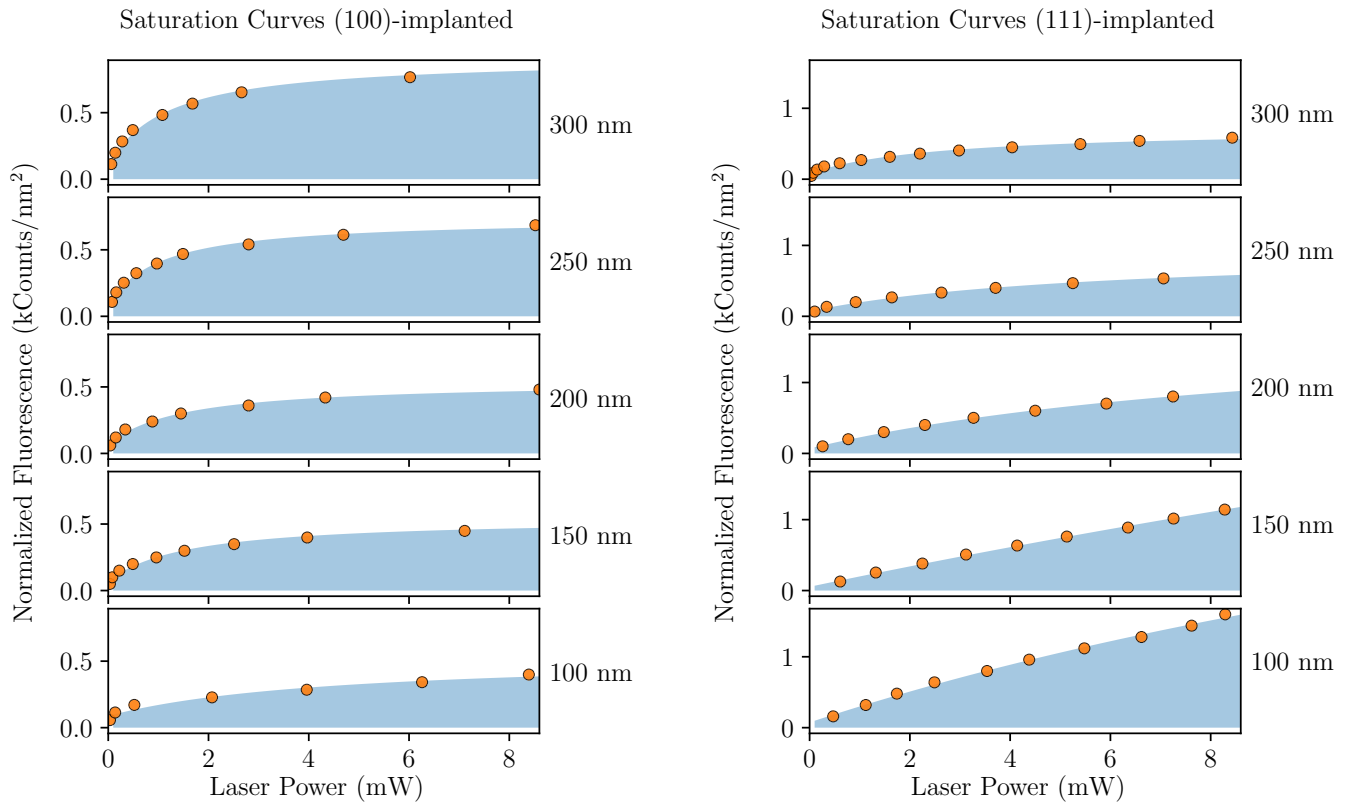 Saturation Curves (100)-implanted
Normalized Fluorescence (kCounts/nm²)
0.5
0.0
300 nm
0.5
0.0
250 nm
0.5
0.0
200 nm
0.5
0.0
150 nm
0.5
0.0
100 nm
0 2 4 6 8
Laser Power (mW)
Saturation Curves (111)-implanted
Normalized Fluorescence (kCounts/nm²)
1
0
300 nm
1
0
250 nm
1
0
200 nm
1
0
150 nm
1
0
100 nm
0 2 4 6 8
Laser Power (mW)